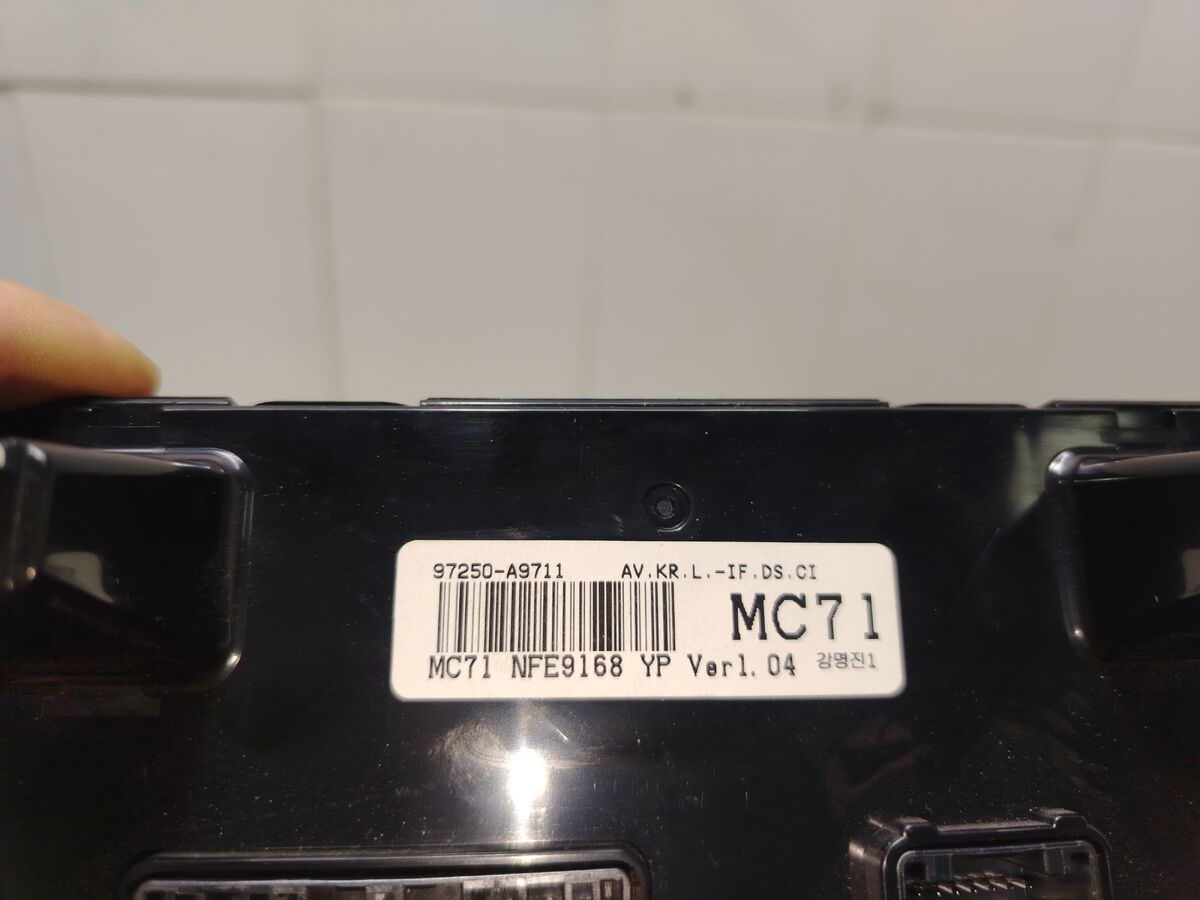 97250-A9711 AV.KR.L.-IF.DS.CI
MC71
MC71 NFE9168 YP Ver1.04 강명진1